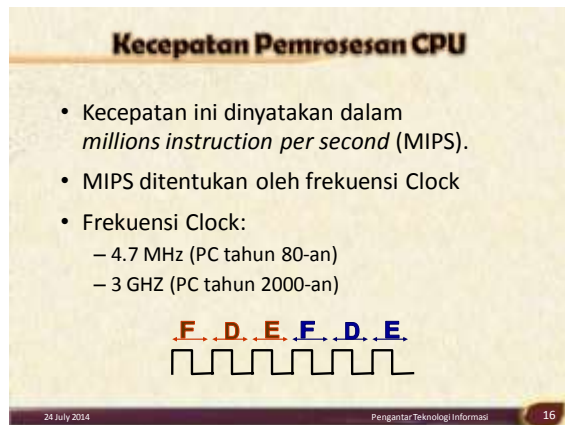 Kecepatan Pemrosesan CPU
• Kecepatan ini dinyatakan dalam
millions instruction per second (MIPS).
• MIPS ditentukan oleh frekuensi Clock
• Frekuensi Clock:
– 4.7 MHz (PC tahun 80-an)
– 3 GHZ (PC tahun 2000-an)
F D E F D E
24 July 2014 Pengantar Teknologi Informasi 16